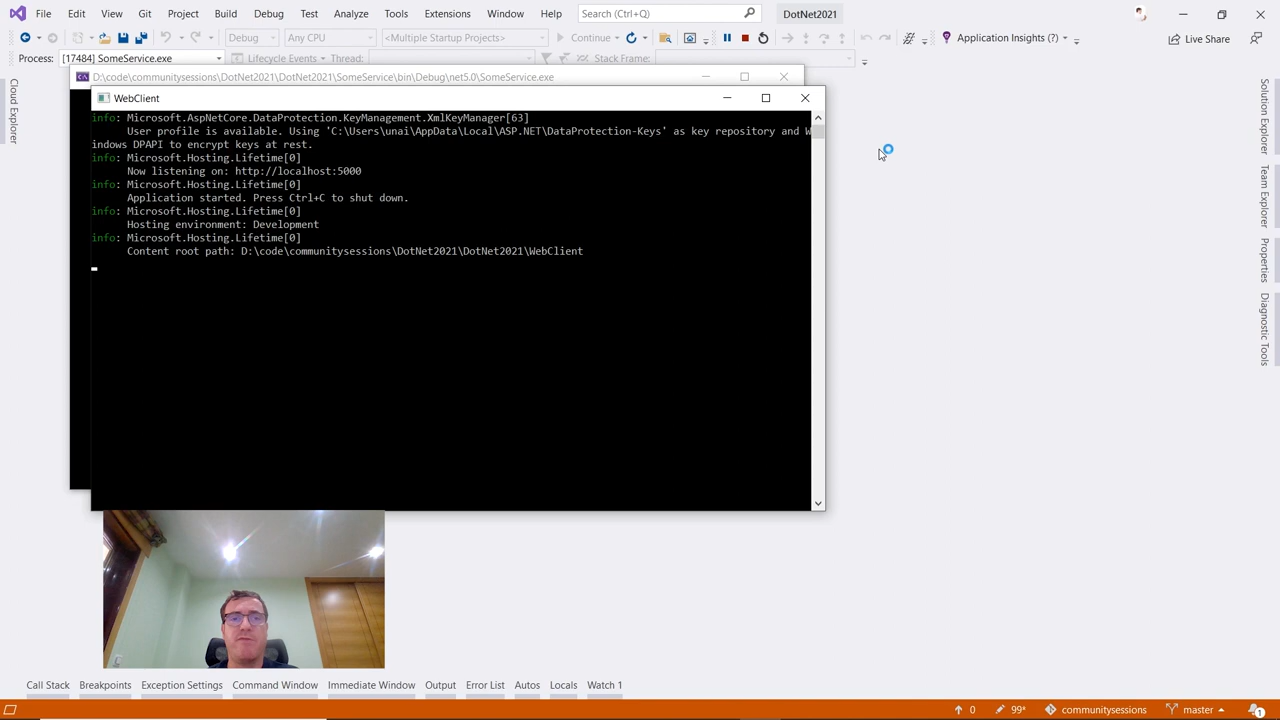 File Edit View Git Project Build Debug Test Analyze Tools Extensions Window Help Search (Ctrl+Q) DotNet2021
Debug Any CPU <Multiple Startup Projects> Continue Application Insights (?) Live Share
Process: [17484] SomeService.exe Lifecycle Events Thread: Stack Frame:
D:\code\communitysessions\DotNet2021\DotNet2021\SomeService\bin\Debug\net5.0\SomeService.exe
WebClient
info: Microsoft.AspNetCore.DataProtection.KeyManagement.XmlKeyManager[63]
User profile is available. Using 'C:\Users\unai\AppData\Local\ASP.NET\DataProtection-Keys' as key repository and W
indows DPAPI to encrypt keys at rest.
info: Microsoft.Hosting.Lifetime[0]
Now listening on: http://localhost:5000
info: Microsoft.Hosting.Lifetime[0]
Application started. Press Ctrl+C to shut down.
info: Microsoft.Hosting.Lifetime[0]
Hosting environment: Development
info: Microsoft.Hosting.Lifetime[0]
Content root path: D:\code\communitysessions\DotNet2021\DotNet2021\WebClient
Cloud Explorer
Solution Explorer
Team Explorer
Properties
Diagnostic Tools
Call Stack Breakpoints Exception Settings Command Window Immediate Window Output Error List Autos Locals Watch 1
0 99* communitysessions master 1